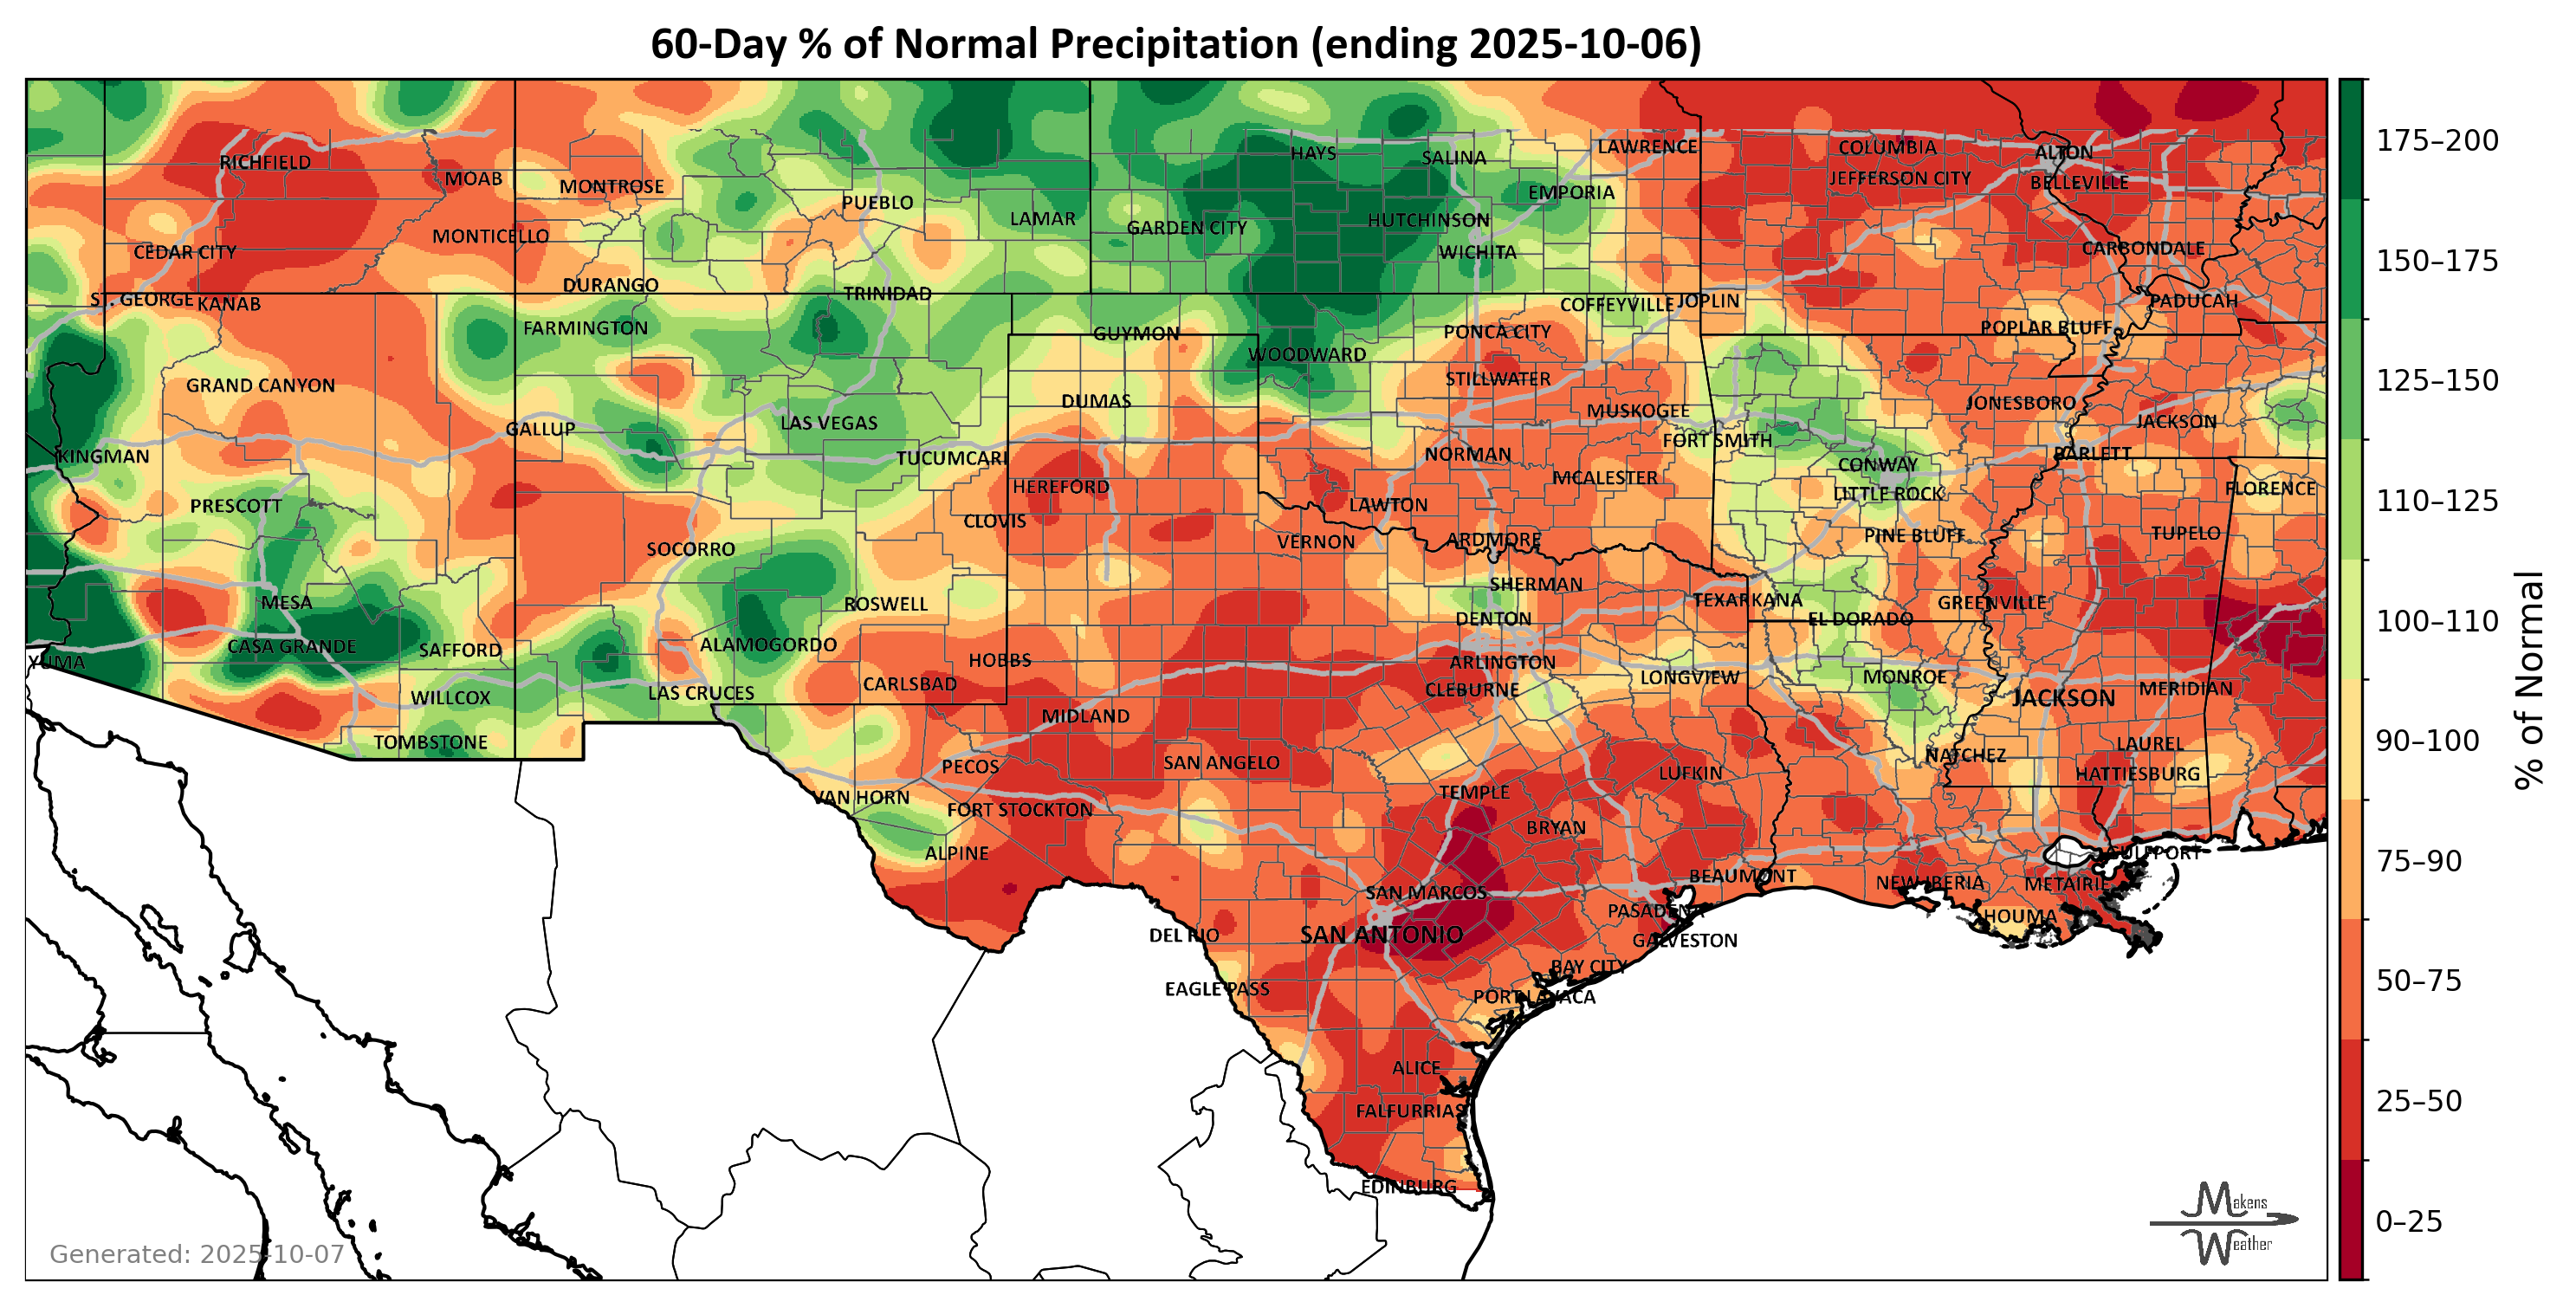 60-Day % of Normal Precipitation (ending 2025-10-06)
175–200
150–175
125–150
110–125
100–110
90–100
75–90
50–75
25–50
0–25
% of Normal
RICHFIELD
MOAB
MONTROSE
PUEBLO
LAMAR
HAYS
SALINA
LAWRENCE
COLUMBIA
ALTON
JEFFERSON CITY
BELLEVILLE
EMPORIA
GARDEN CITY
HUTCHINSON
WICHITA
CEDAR CITY
MONTICELLO
CARBONDALE
DURANGO
TRINIDAD
ST. GEORGE
KANAB
COFFEYVILLE
JOPLIN
PADUCAH
FARMINGTON
GUYMON
PONCA CITY
POPLAR BLUFF
WOODWARD
GRAND CANYON
STILLWATER
DUMAS
MUSKOGEE
JONESBORO
JACKSON
GALLUP
LAS VEGAS
FORT SMITH
KINGMAN
TUCUMCARI
NORMAN
BARLETT
CONWAY
HEREFORD
MCALESTER
LITTLE ROCK
FLORENCE
PRESCOTT
LAWTON
CLOVIS
PINE BLUFF
TUPELO
SOCORRO
VERNON
ARDMORE
SHERMAN
MESA
ROSWELL
TEXARKANA
GREENVILLE
DENTON
EL DORADO
CASA GRANDE
SAFFORD
ALAMOGORDO
YUMA
HOBBS
ARLINGTON
LONGVIEW
MONROE
WILLCOX
LAS CRUCES
CARLSBAD
CLEBURNE
JACKSON
MERIDIAN
MIDLAND
TOMBSTONE
LAUREL
NATCHEZ
PECOS
SAN ANGELO
LUFKIN
HATTIESBURG
VAN HORN
FORT STOCKTON
TEMPLE
BRYAN
ALPINE
GULFPORT
SAN MARCOS
BEAUMONT
NEW IBERIA
METAIRIE
PASADENA
HOUMA
DEL RIO
SAN ANTONIO
GALVESTON
BAY CITY
EAGLE PASS
PORT LAVACA
ALICE
FALFURRIAS
EDINBURG
Generated: 2025-10-07
Makens
Weather